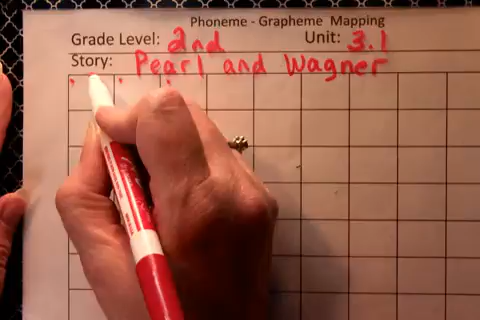 Phoneme - Grapheme Mapping
Grade Level: 2nd Unit: 3.1
Story: Pearl and Wagner